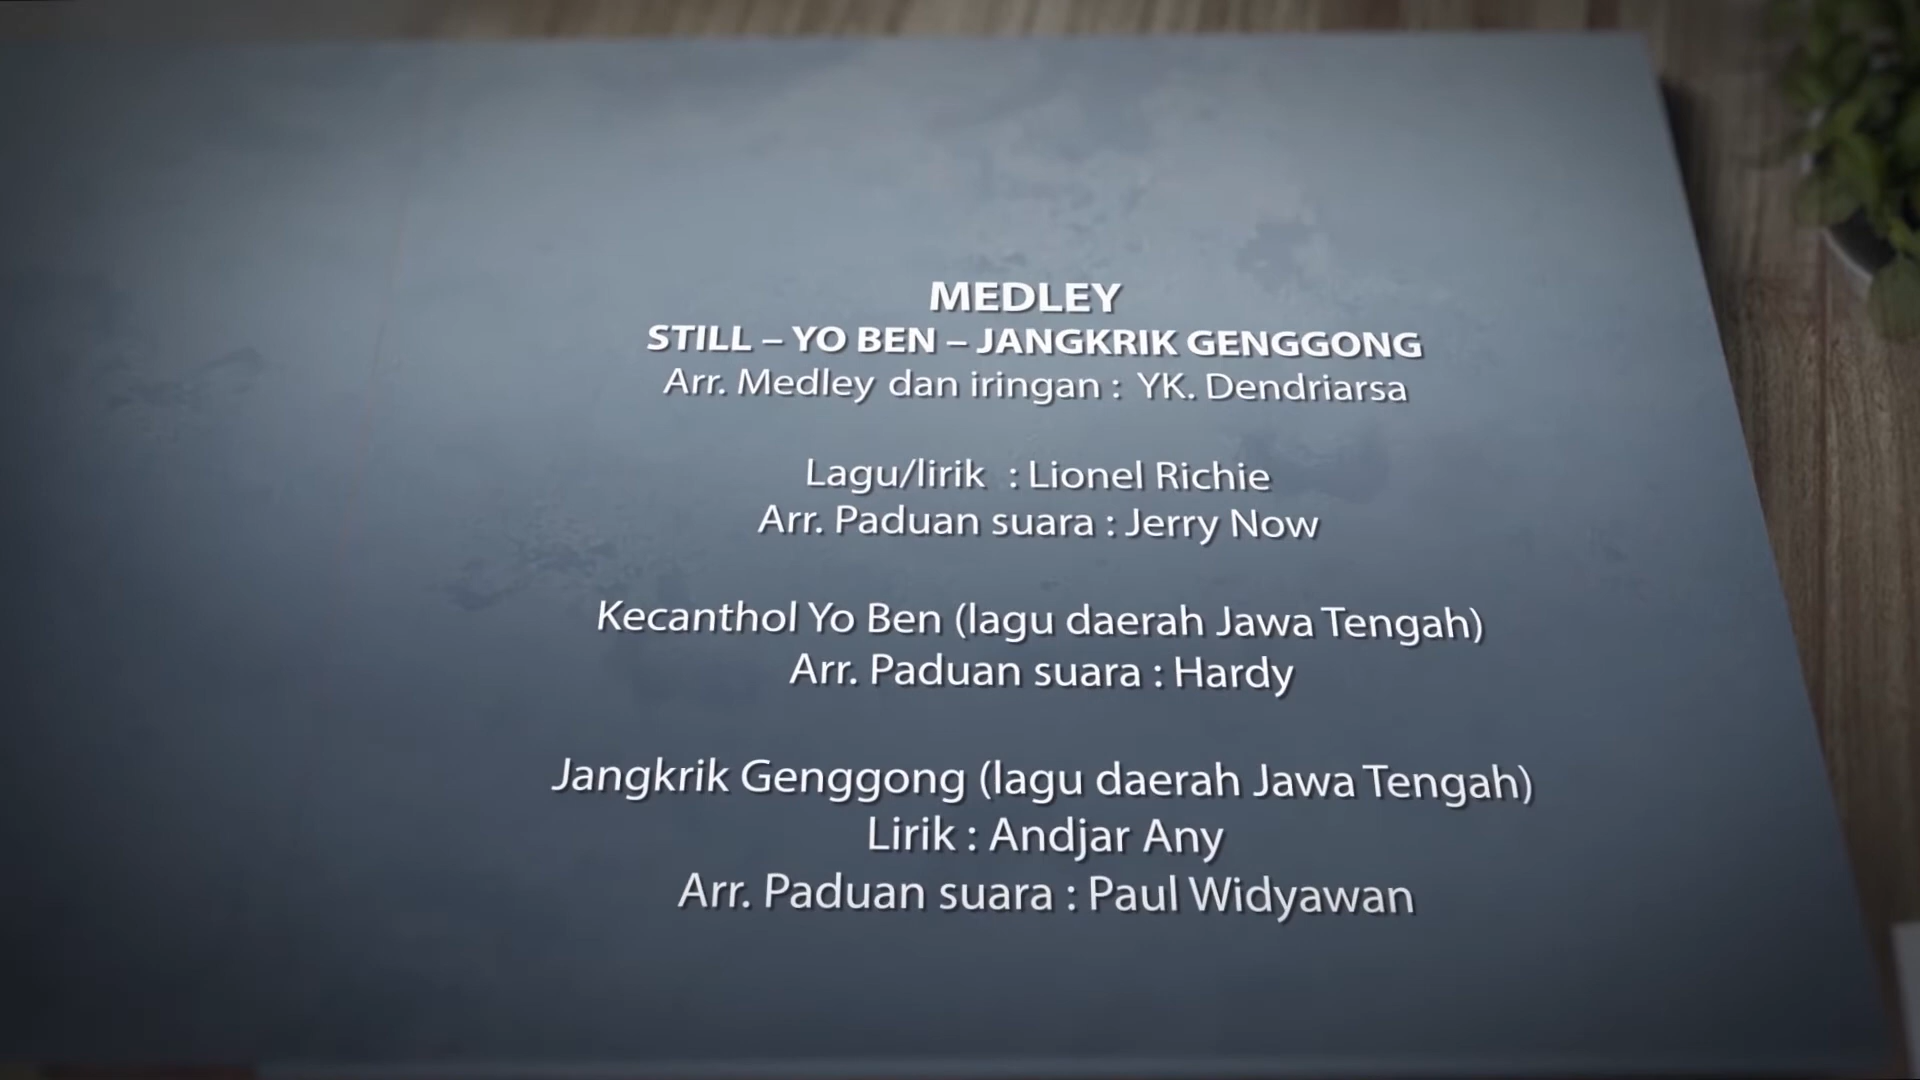 MEDLEY
STILL – YO BEN – JANGKRIK GENGGONG
Arr. Medley dan iringan : YK. Dendriarsa
Lagu/lirik : Lionel Richie
Arr. Paduan suara : Jerry Now
Kecanthol Yo Ben (lagu daerah Jawa Tengah)
Arr. Paduan suara : Hardy
Jangkrik Genggong (lagu daerah Jawa Tengah)
Lirik : Andjar Any
Arr. Paduan suara : Paul Widyawan